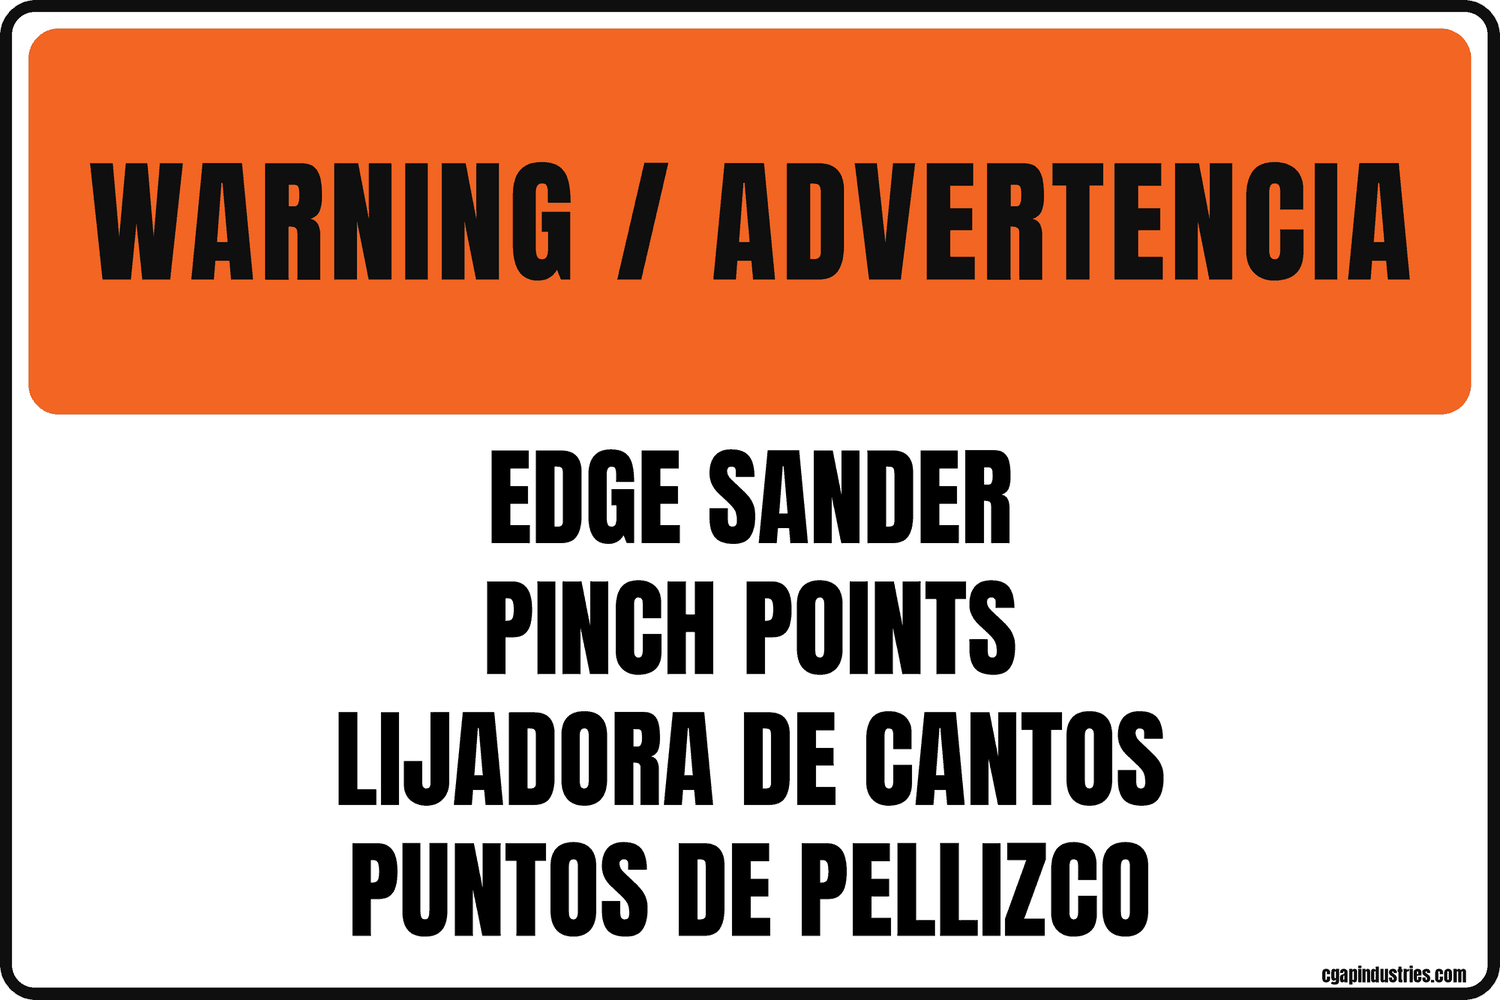 WARNING / ADVERTENCIA
EDGE SANDER
PINCH POINTS
LIJADORA DE CANTOS
PUNTOS DE PELLIZCO
cgapindustries.com